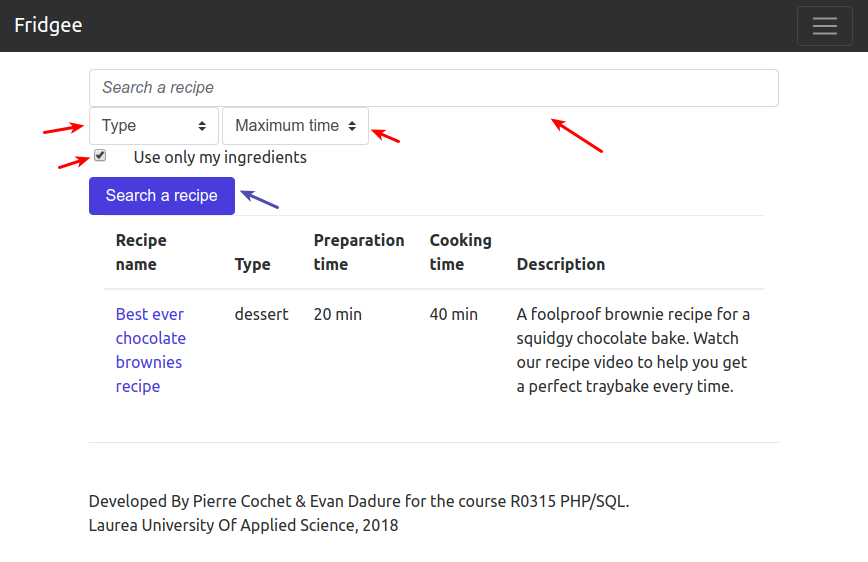 Fridgee
Search a recipe
Type Maximum time
Use only my ingredients
Search a recipe
Recipe name Type Preparation time Cooking time Description
Best ever chocolate brownies recipe dessert 20 min 40 min A foolproof brownie recipe for a
squidgy chocolate bake. Watch
our recipe video to help you get
a perfect traybake every time.
Developed By Pierre Cochet & Evan Dadure for the course R0315 PHP/SQL.
Laurea University Of Applied Science, 2018